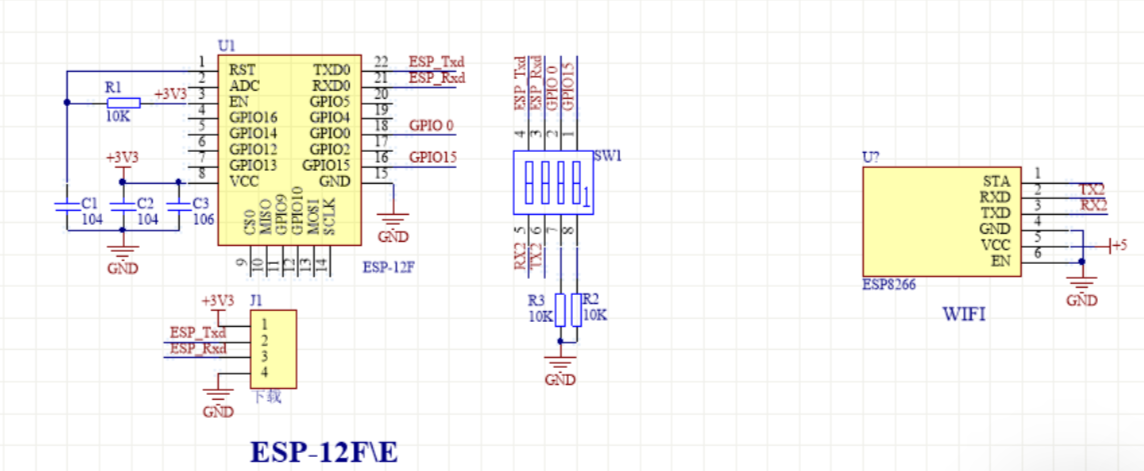 U1
1 RST TXD0 22 ESP_Txd
2 ADC RXD0 21 ESP_Rxd
3 EN GPIO5 20
4 GPIO16 GPIO4 19
5 GPIO14 GPIO0 18 GPIO 0
6 GPIO12 GPIO2 17
7 GPIO13 GPIO15 16 GPIO15
8 VCC GND 15
CS0 MISO GPIO9 GPIO10 MOSI SCLK
9 10 11 12 13 14
ESP-12F
R1
10K
+3V3
+3V3
C1
104
C2
104
C3
106
GND
GND
+3V3
J1
1
ESP_Txd 2
ESP_Rxd 3
4
GND
下载
ESP-12F\E
ESP_Txd ESP_Rxd GPIO 0 GPIO15
4 3 2 1
SW1
1
5 6 7 8
RX2 TX2
R3
10K
R2
10K
GND
U?
STA 1
RXD 2 TX2
TXD 3 RX2
GND 4
VCC 5 +5
EN 6
ESP8266
GND
WIFI